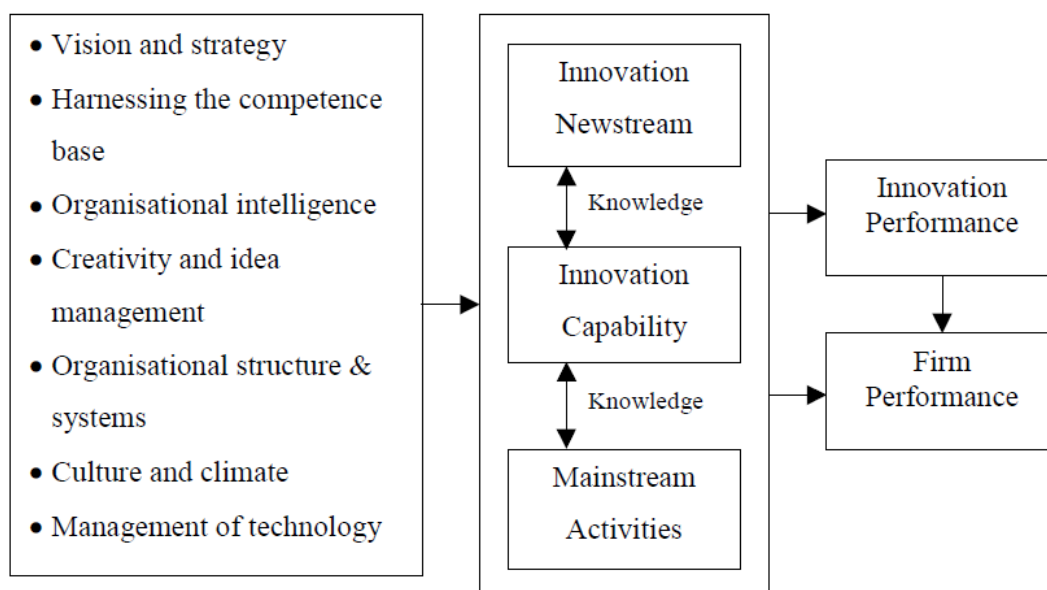 • Vision and strategy
• Harnessing the competence
base
• Organisational intelligence
• Creativity and idea
management
• Organisational structure &
systems
• Culture and climate
• Management of technology
Innovation
Newstream
Knowledge
Innovation
Capability
Knowledge
Mainstream
Activities
Innovation
Performance
Firm
Performance